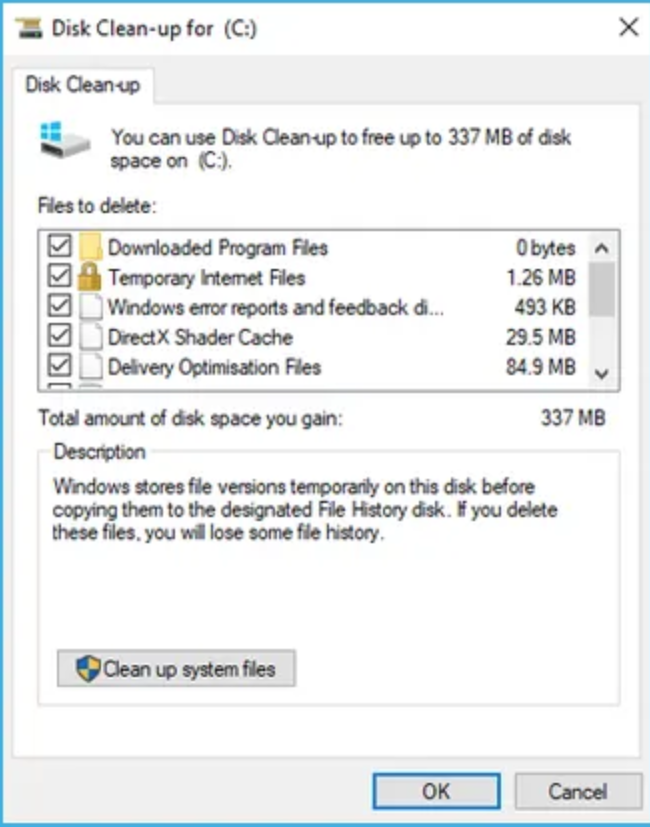 Disk Clean-up for (C:)
Disk Clean-up
You can use Disk Clean-up to free up to 337 MB of disk
space on (C:).
Files to delete:
Downloaded Program Files 0 bytes
Temporary Internet Files 1.26 MB
Windows error reports and feedback di... 493 KB
DirectX Shader Cache 29.5 MB
Delivery Optimisation Files 84.9 MB
Total amount of disk space you gain: 337 MB
Description
Windows stores file versions temporarily on this disk before
copying them to the designated File History disk. If you delete
these files, you will lose some file history.
Clean up system files
OK Cancel